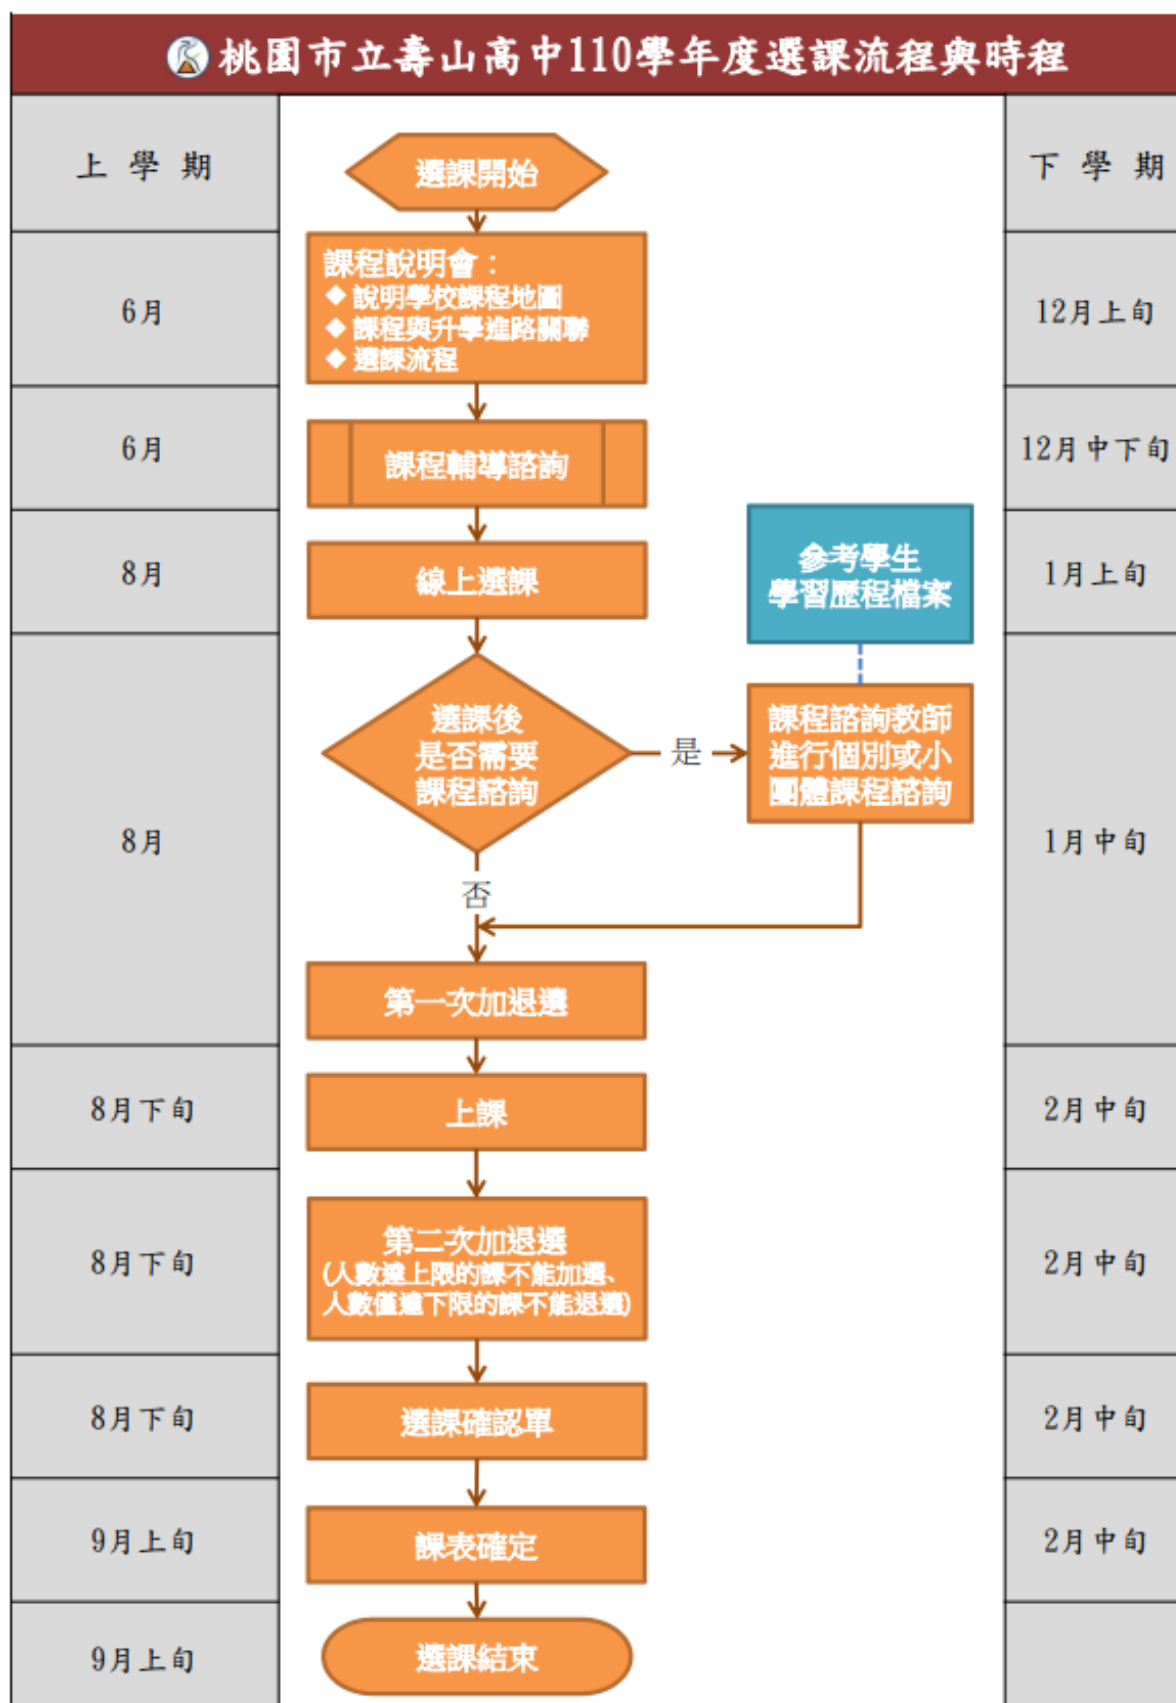 桃園市立壽山高中110學年度選課流程與時程
上學期
選課開始
下學期
6月
課程說明會：
◆ 說明學校課程地圖
◆ 課程與升學進路關聯
◆ 選課流程
12月上旬
6月
課程輔導諮詢
12月中下旬
8月
線上選課
1月上旬
參考學生
學習歷程檔案
8月
選課後
是否需要
課程諮詢
是
課程諮詢教師
進行個別或小
團體課程諮詢
1月中旬
否
第一次加退選
8月下旬
上課
2月中旬
8月下旬
第二次加退選
(人數達上限的課不能加選、
人數僅達下限的課不能退選)
2月中旬
8月下旬
選課確認單
2月中旬
9月上旬
課表確定
2月中旬
9月上旬
選課結束